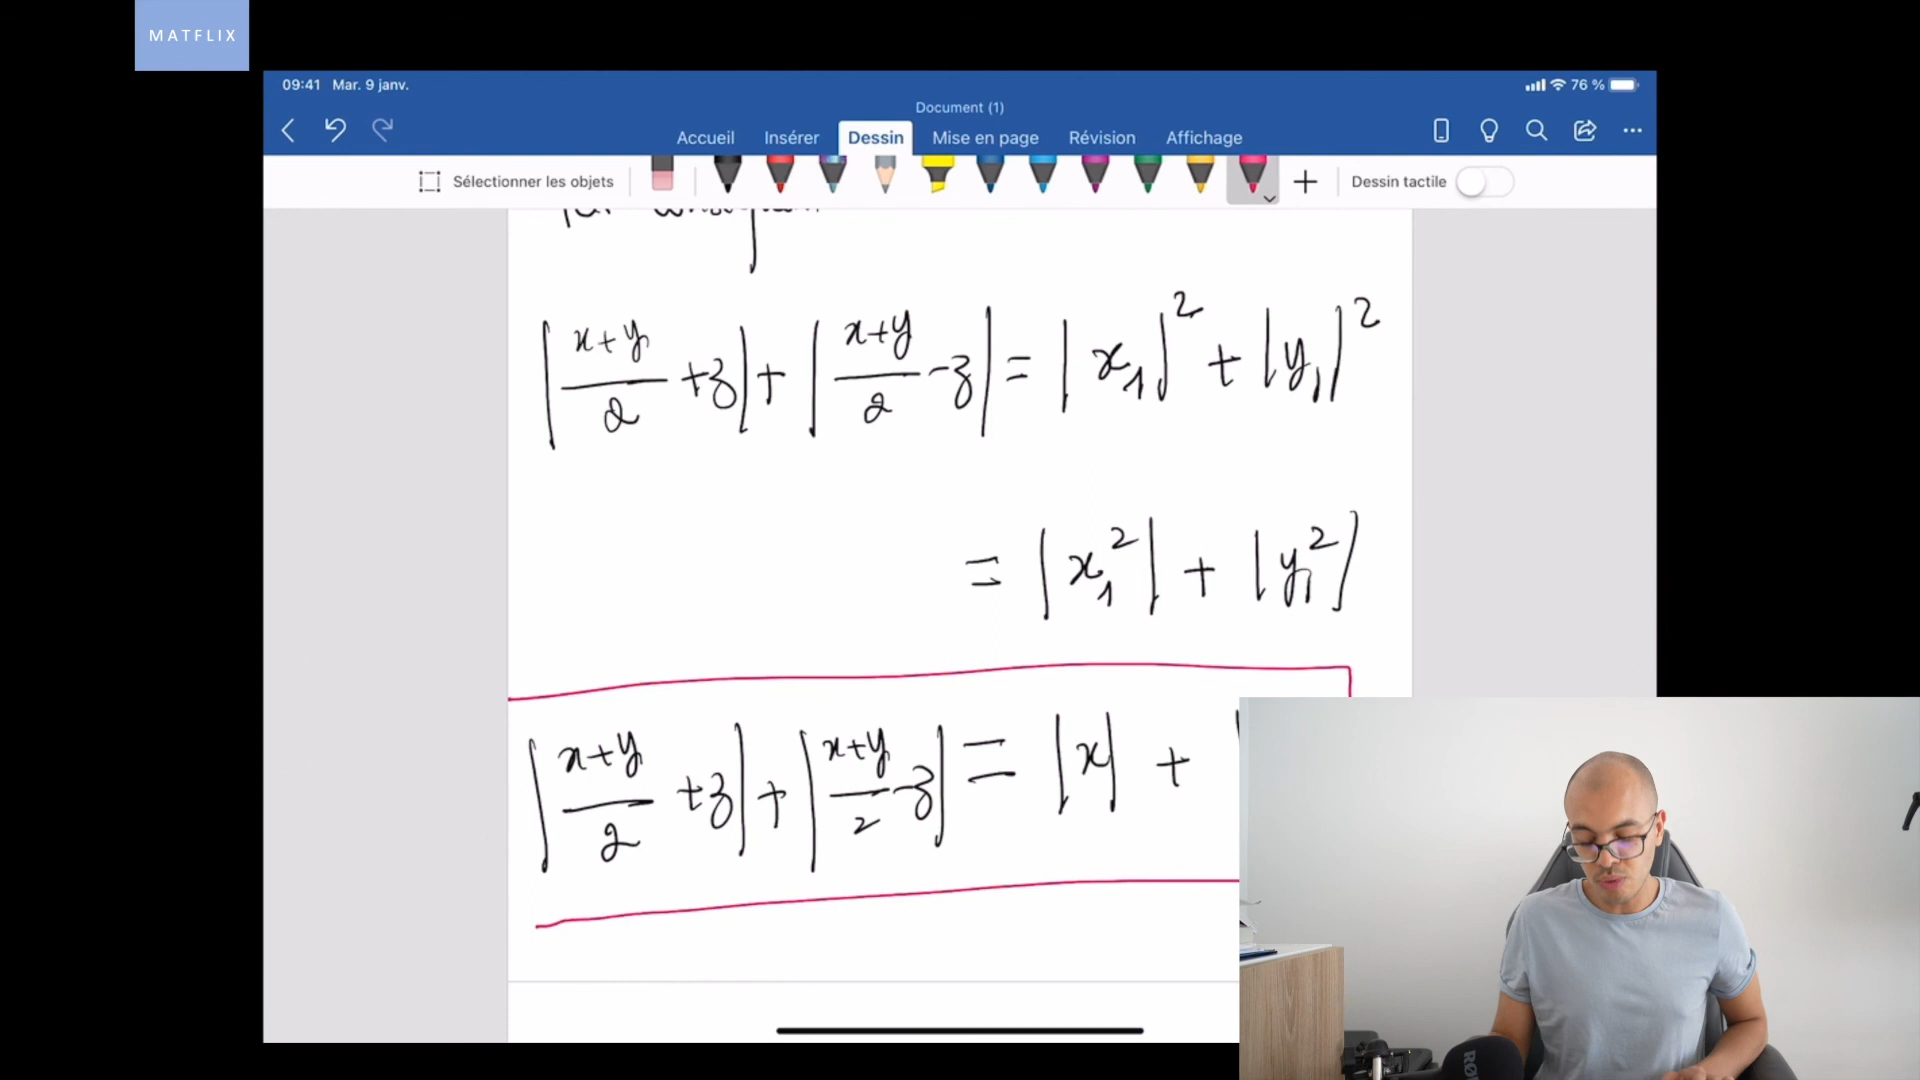 MATFLIX
09:41 Mar. 9 janv. 76 %
Document (1)
Accueil Insérer Dessin Mise en page Révision Affichage
Sélectionner les objets Dessin tactile
|x+y/2 +z| + |x+y/2 -z| = |x₁|² + |y₁|²
= |x₁²| + |y₁²|
|x+y/2 +z| + |x+y/2 -z| = |x| +
RØDE